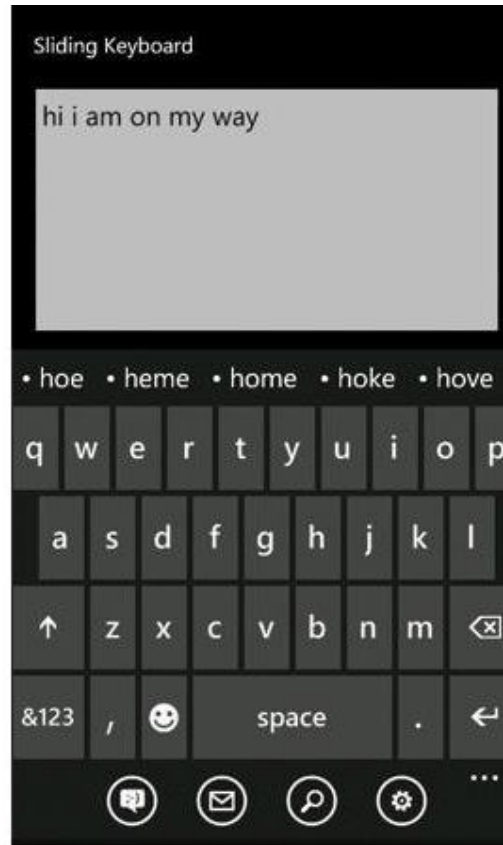 Sliding Keyboard
hi i am on my way
• hoe • heme • home • hoke • hove
q w e r t y u i o p
a s d f g h j k l
z x c v b n m
&123 , space .